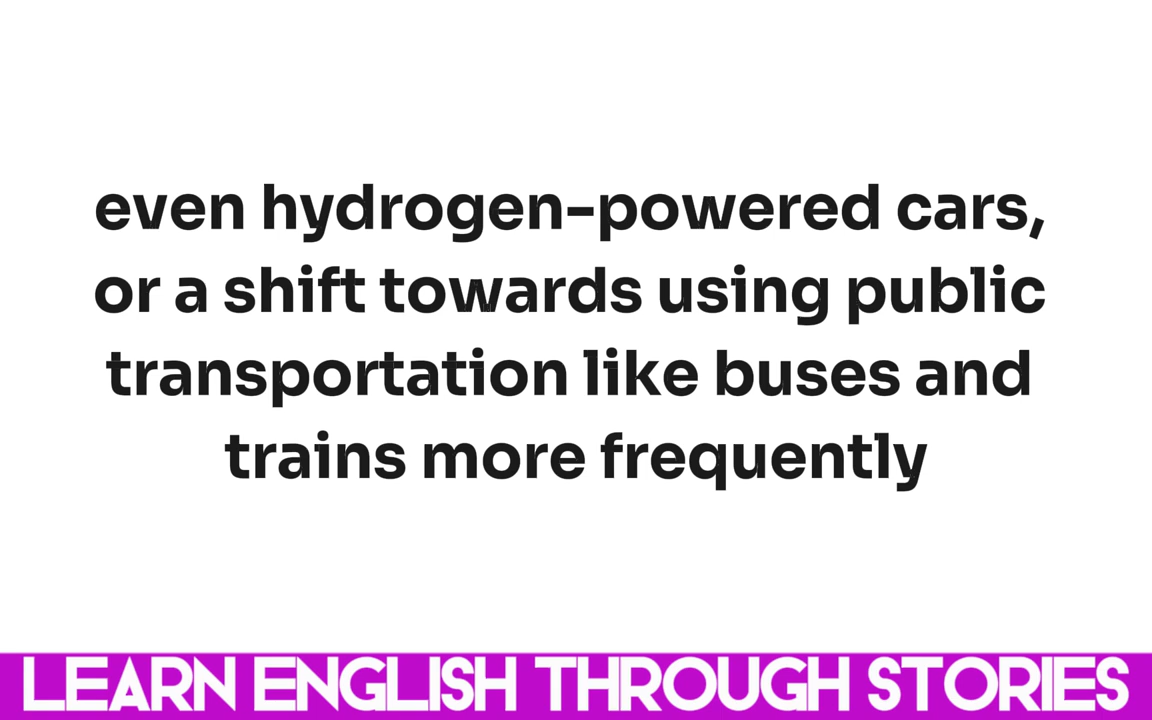 even hydrogen-powered cars,
or a shift towards using public
transportation like buses and
trains more frequently
LEARN ENGLISH THROUGH STORIES